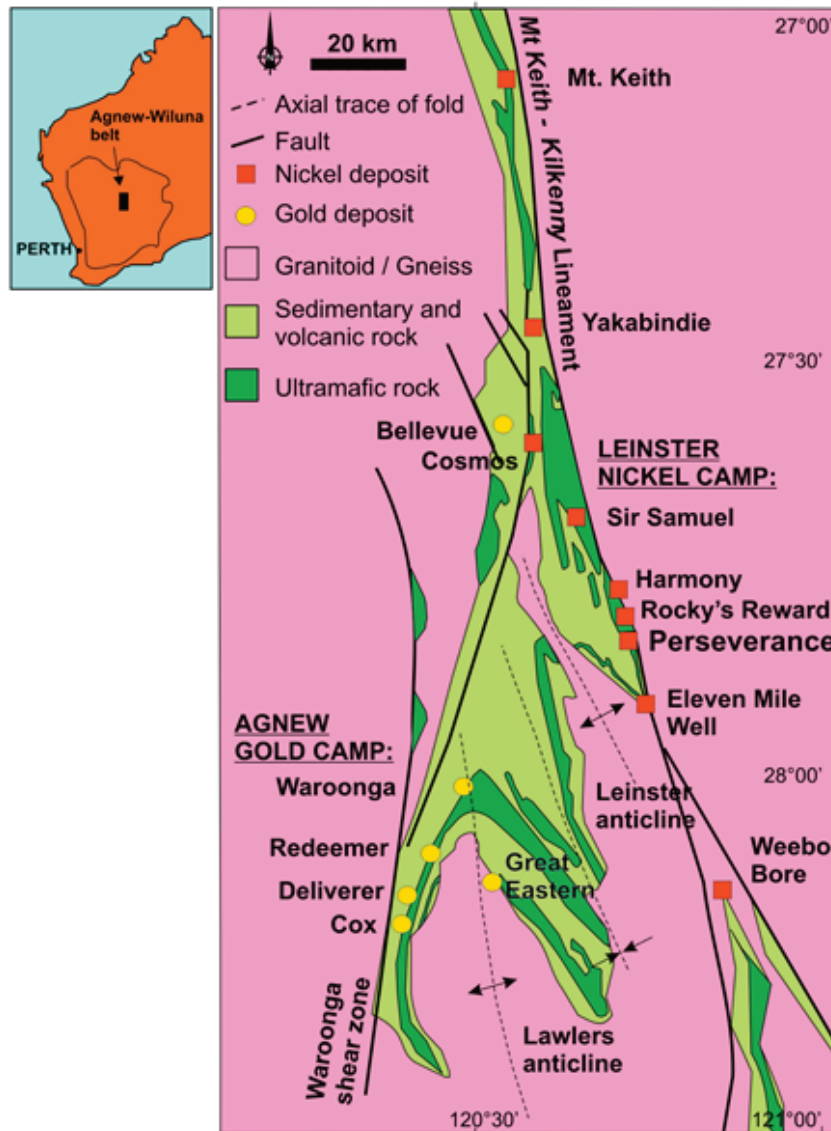 Agnew-Wiluna
belt
PERTH
20 km
Axial trace of fold
Fault
Nickel deposit
Gold deposit
Granitoid / Gneiss
Sedimentary and
volcanic rock
Ultramafic rock
27°00'
Mt. Keith
Mt Keith - Kilkenny Lineament
Yakabindie
27°30'
Bellevue
Cosmos
LEINSTER
NICKEL CAMP:
Sir Samuel
Harmony
Rocky's Reward
Perseverance
Eleven Mile
Well
AGNEW
GOLD CAMP:
Waroonga
28°00'
Leinster
anticline
Redeemer
Great
Eastern
Weebo
Bore
Deliverer
Cox
Waroonga
shear zone
Lawlers
anticline
120°30'
121°00'